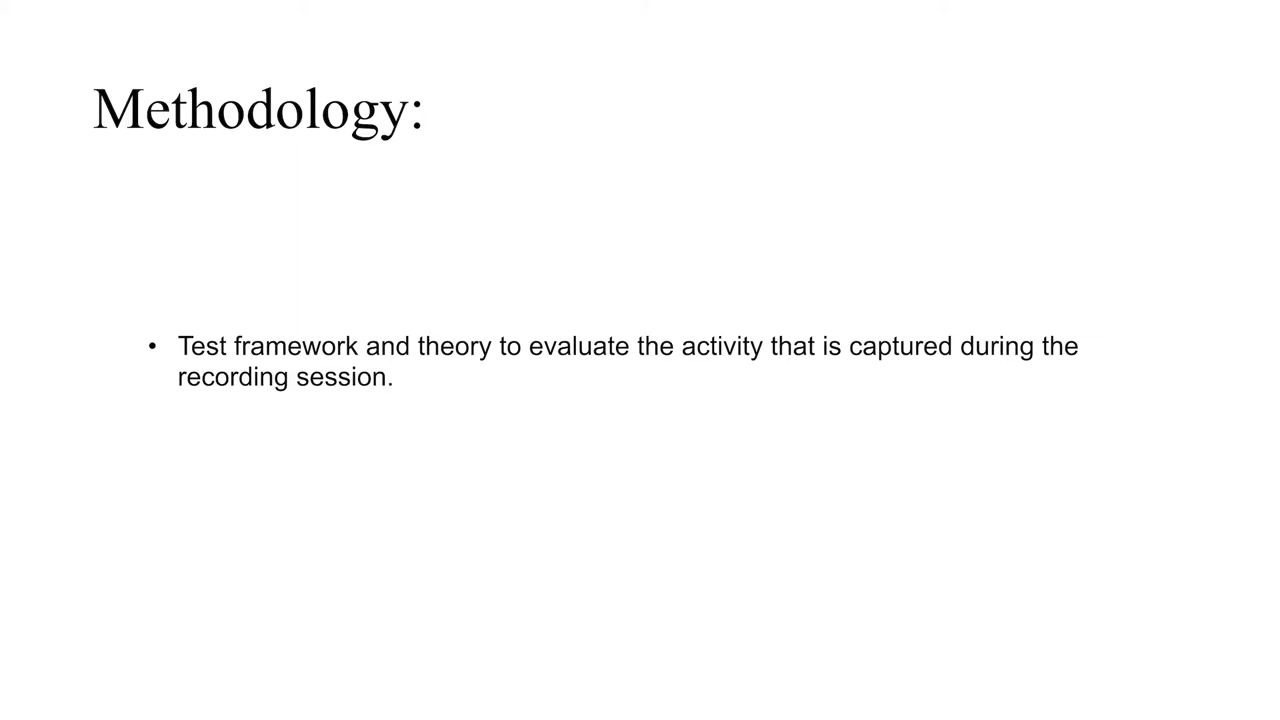 Methodology:
• Test framework and theory to evaluate the activity that is captured during the
recording session.